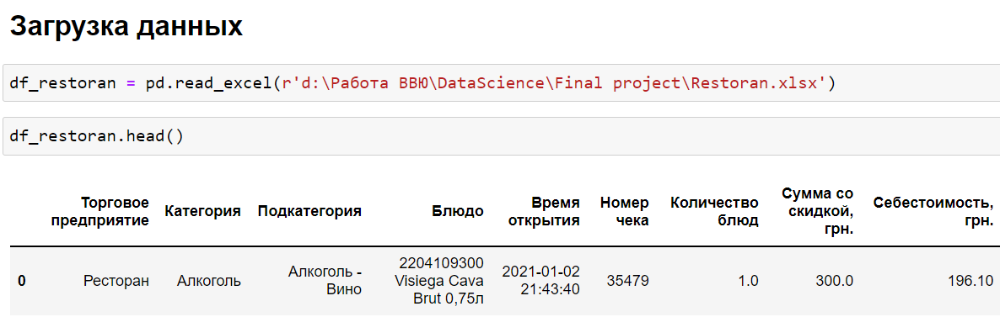 Загрузка данных
df_restoran = pd.read_excel(r'd:\Работа ВВЮ\DataScience\Final project\Restoran.xlsx')
df_restoran.head()
Торговое предприятие Категория Подкатегория Блюдо Время открытия Номер чека Количество блюд Сумма со скидкой, грн. Себестоимость, грн.
0 Ресторан Алкоголь Алкоголь - Вино 2204109300 Visiega Cava Brut 0,75л 2021-01-02 21:43:40 35479 1.0 300.0 196.10